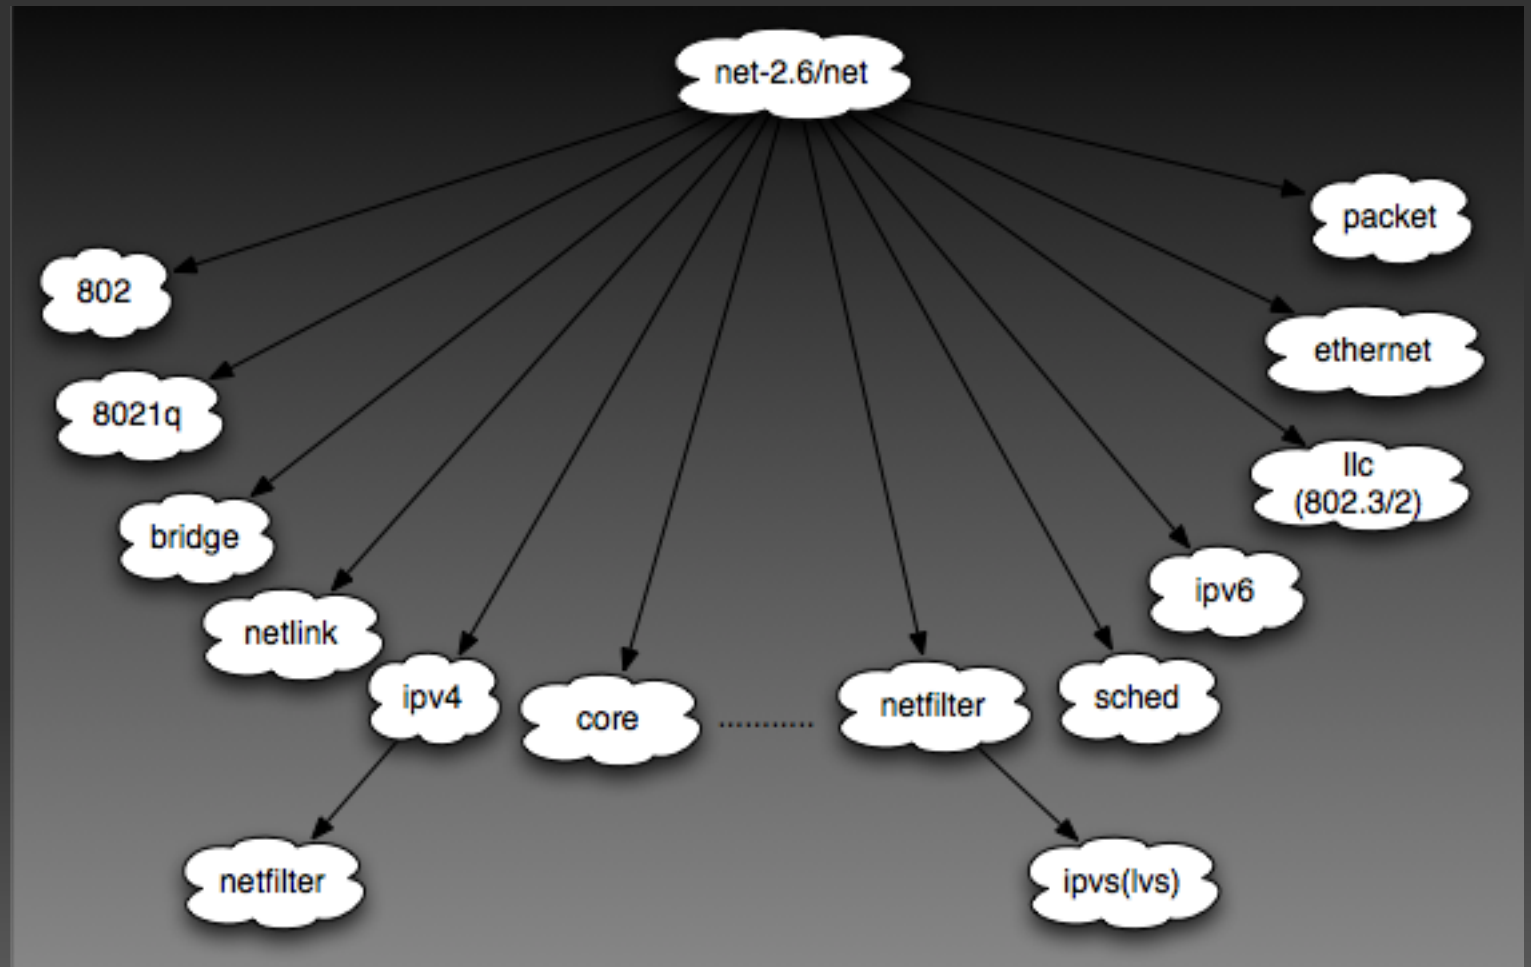 net-2.6/net
packet
802
ethernet
8021q
llc
(802.3/2)
bridge
ipv6
netlink
ipv4
core
...........
netfilter
sched
netfilter
ipvs(lvs)